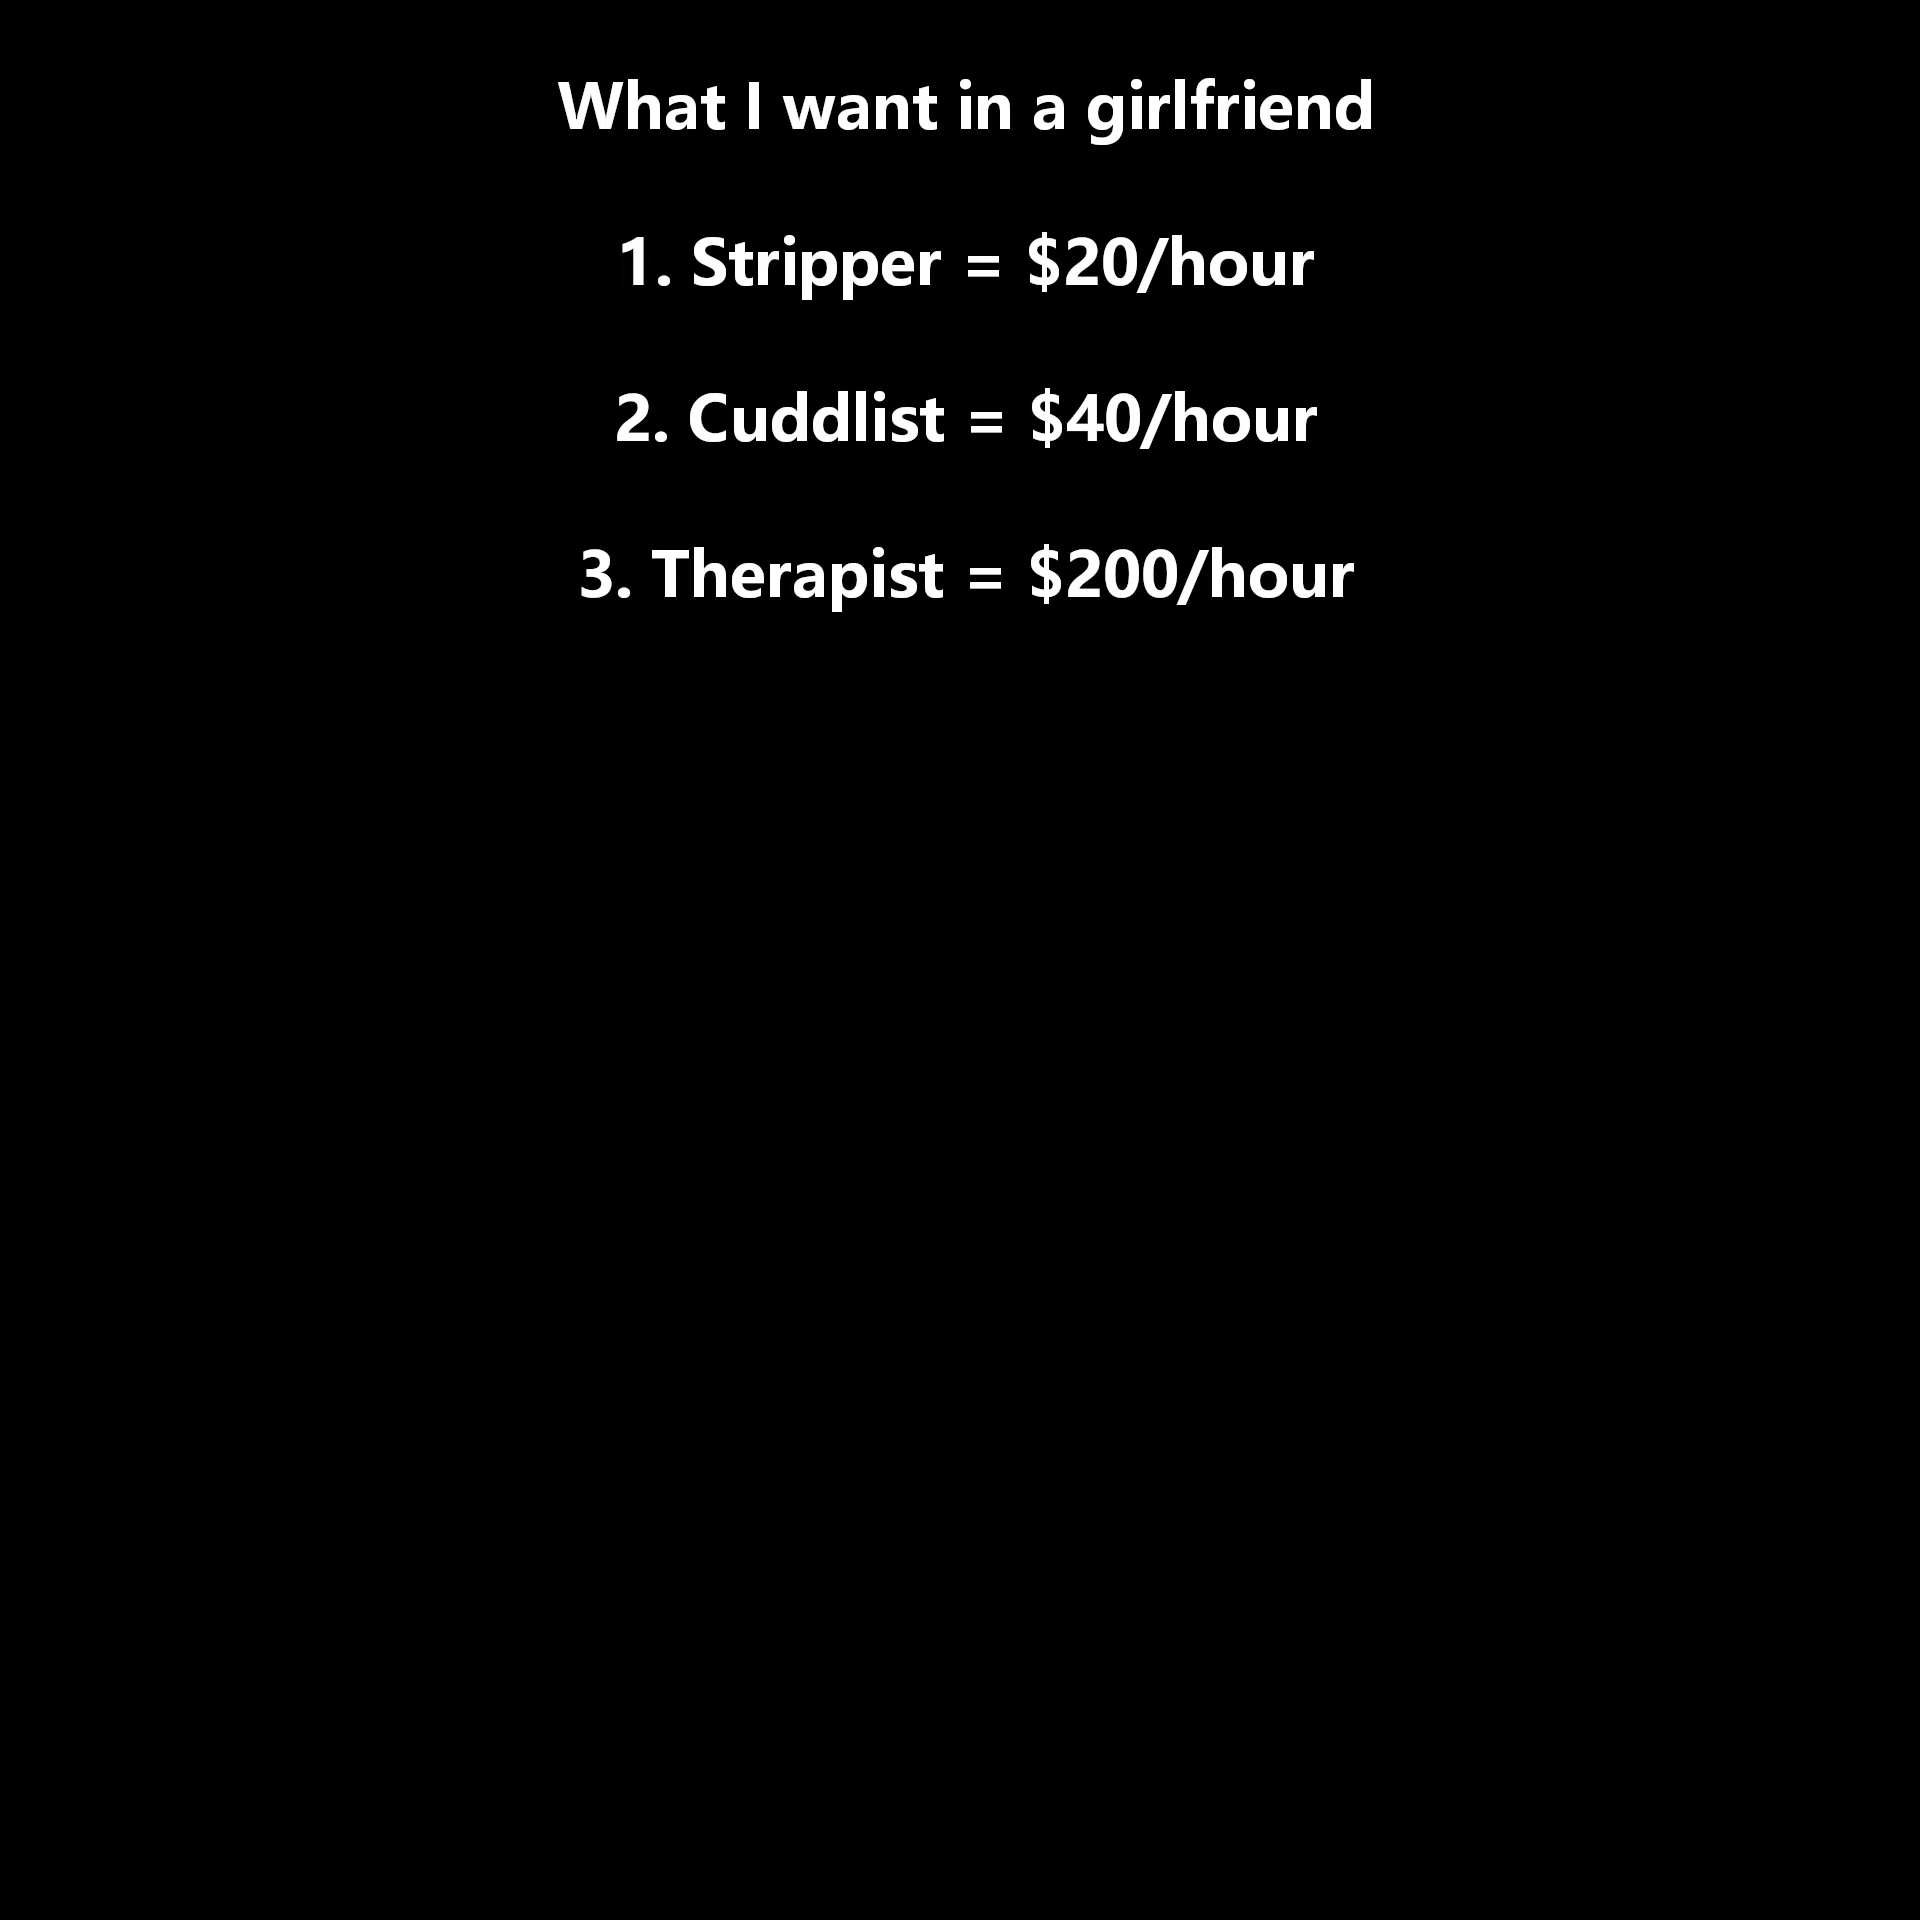 What I want in a girlfriend
1. Stripper = $20/hour
2. Cuddlist = $40/hour
3. Therapist = $200/hour